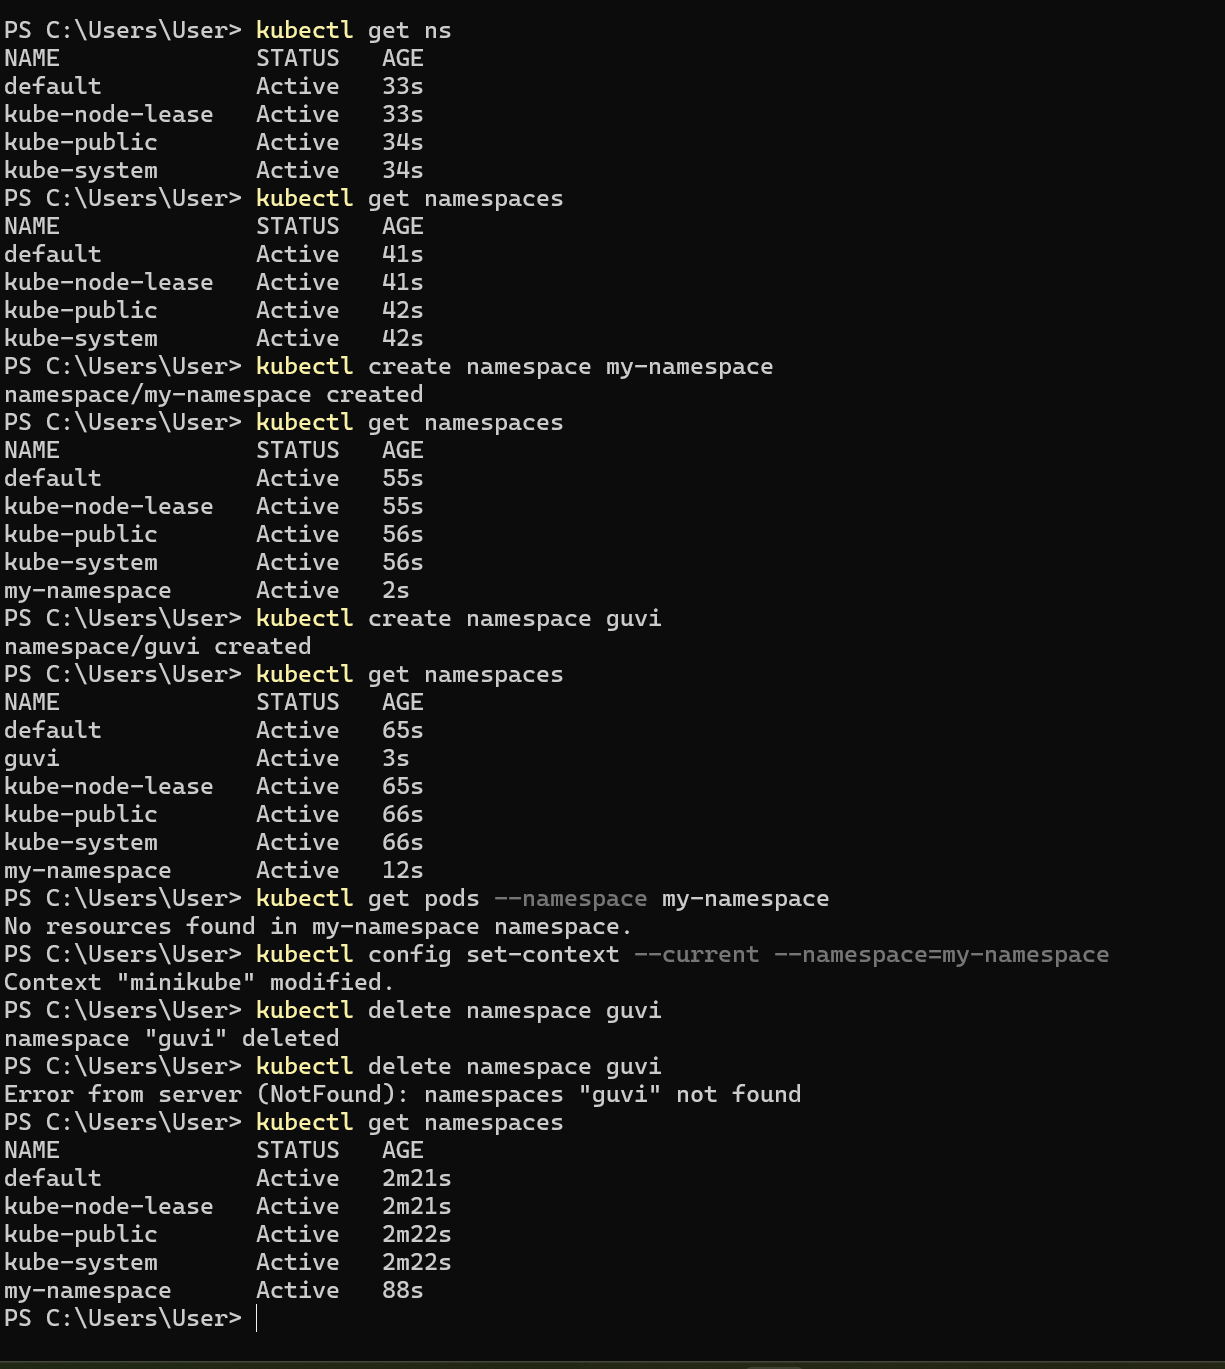 PS C:\Users\User> kubectl get ns
NAME              STATUS   AGE
default           Active   33s
kube-node-lease   Active   33s
kube-public       Active   34s
kube-system       Active   34s
PS C:\Users\User> kubectl get namespaces
NAME              STATUS   AGE
default           Active   41s
kube-node-lease   Active   41s
kube-public       Active   42s
kube-system       Active   42s
PS C:\Users\User> kubectl create namespace my-namespace
namespace/my-namespace created
PS C:\Users\User> kubectl get namespaces
NAME              STATUS   AGE
default           Active   55s
kube-node-lease   Active   55s
kube-public       Active   56s
kube-system       Active   56s
my-namespace      Active   2s
PS C:\Users\User> kubectl create namespace guvi
namespace/guvi created
PS C:\Users\User> kubectl get namespaces
NAME              STATUS   AGE
default           Active   65s
guvi              Active   3s
kube-node-lease   Active   65s
kube-public       Active   66s
kube-system       Active   66s
my-namespace      Active   12s
PS C:\Users\User> kubectl get pods --namespace my-namespace
No resources found in my-namespace namespace.
PS C:\Users\User> kubectl config set-context --current --namespace=my-namespace
Context "minikube" modified.
PS C:\Users\User> kubectl delete namespace guvi
namespace "guvi" deleted
PS C:\Users\User> kubectl delete namespace guvi
Error from server (NotFound): namespaces "guvi" not found
PS C:\Users\User> kubectl get namespaces
NAME              STATUS   AGE
default           Active   2m21s
kube-node-lease   Active   2m21s
kube-public       Active   2m22s
kube-system       Active   2m22s
my-namespace      Active   88s
PS C:\Users\User>